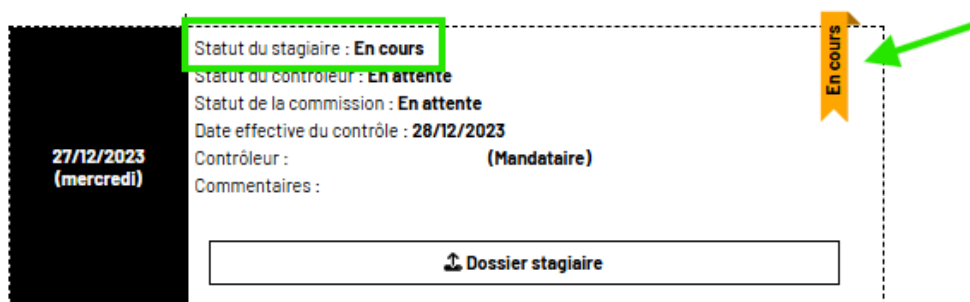 Statut du stagiaire : En cours
Statut du contrôleur : En attente
Statut de la commission : En attente
Date effective du contrôle : 28/12/2023
Contrôleur : (Mandataire)
Commentaires :
27/12/2023
(mercredi)
En cours
Dossier stagiaire